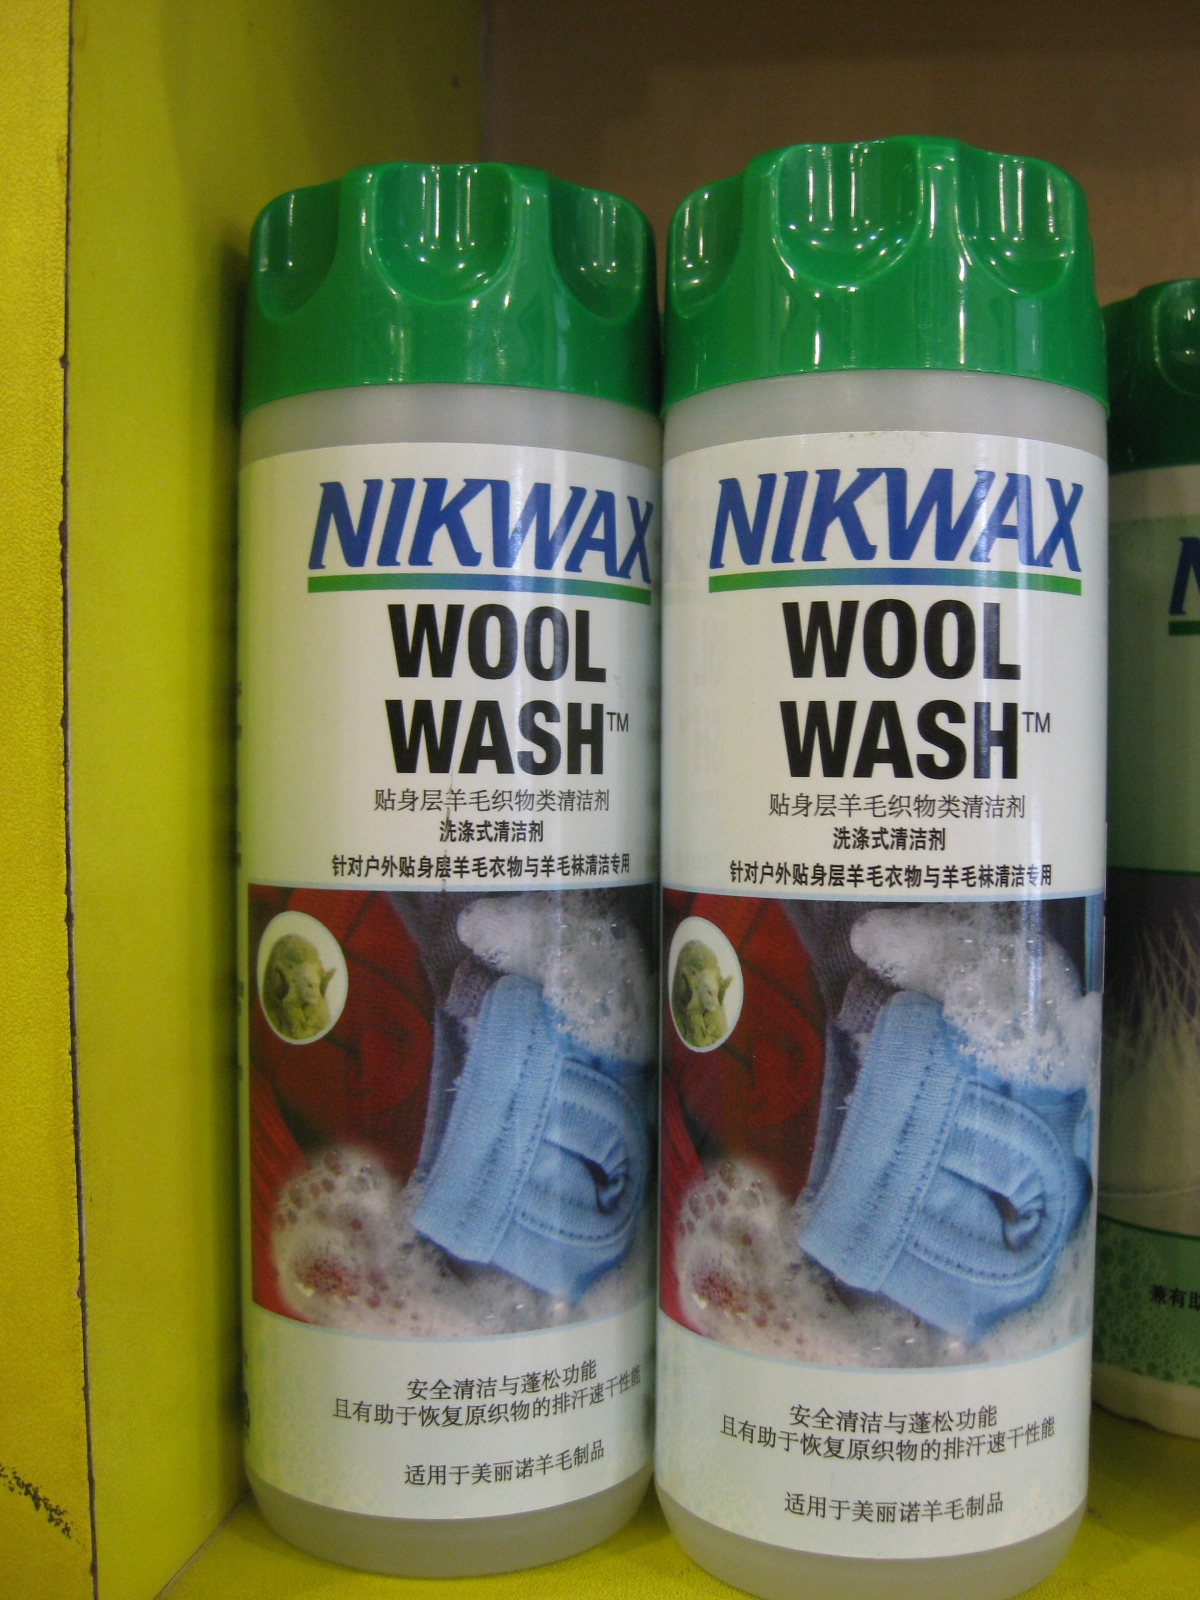 NIKWAX
WOOL
WASH™
贴身层羊毛织物类清洁剂
洗涤式清洁剂
针对户外贴身层羊毛衣物与羊毛袜清洁专用
安全清洁与蓬松功能
且有助于恢复原织物的排汗速干性能
适用于美丽诺羊毛制品
NIKWAX
WOOL
WASH™
贴身层羊毛织物类清洁剂
洗涤式清洁剂
针对户外贴身层羊毛衣物与羊毛袜清洁专用
安全清洁与蓬松功能
且有助于恢复原织物的排汗速干性能
适用于美丽诺羊毛制品
兼有助